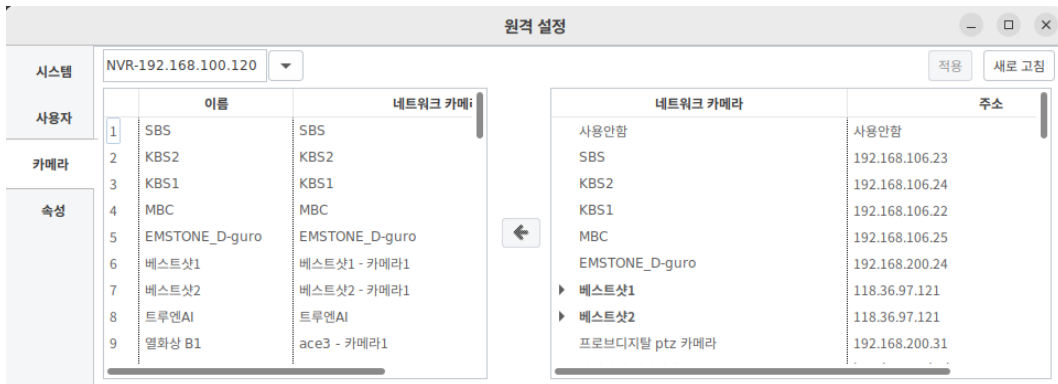 원격 설정
시스템
사용자
카메라
속성
NVR-192.168.100.120
적용 새로 고침
이름 네트워크 카메
1 SBS SBS
2 KBS2 KBS2
3 KBS1 KBS1
4 MBC MBC
5 EMSTONE_D-guro EMSTONE_D-guro
6 베스트샷1 베스트샷1 - 카메라1
7 베스트샷2 베스트샷2 - 카메라1
8 트루엔AI 트루엔AI
9 열화상 B1 ace3 - 카메라1
네트워크 카메라 주소
사용안함 사용안함
SBS 192.168.106.23
KBS2 192.168.106.24
KBS1 192.168.106.22
MBC 192.168.106.25
EMSTONE_D-guro 192.168.200.24
베스트샷1 118.36.97.121
베스트샷2 118.36.97.121
프로브디지탈 ptz 카메라 192.168.200.31